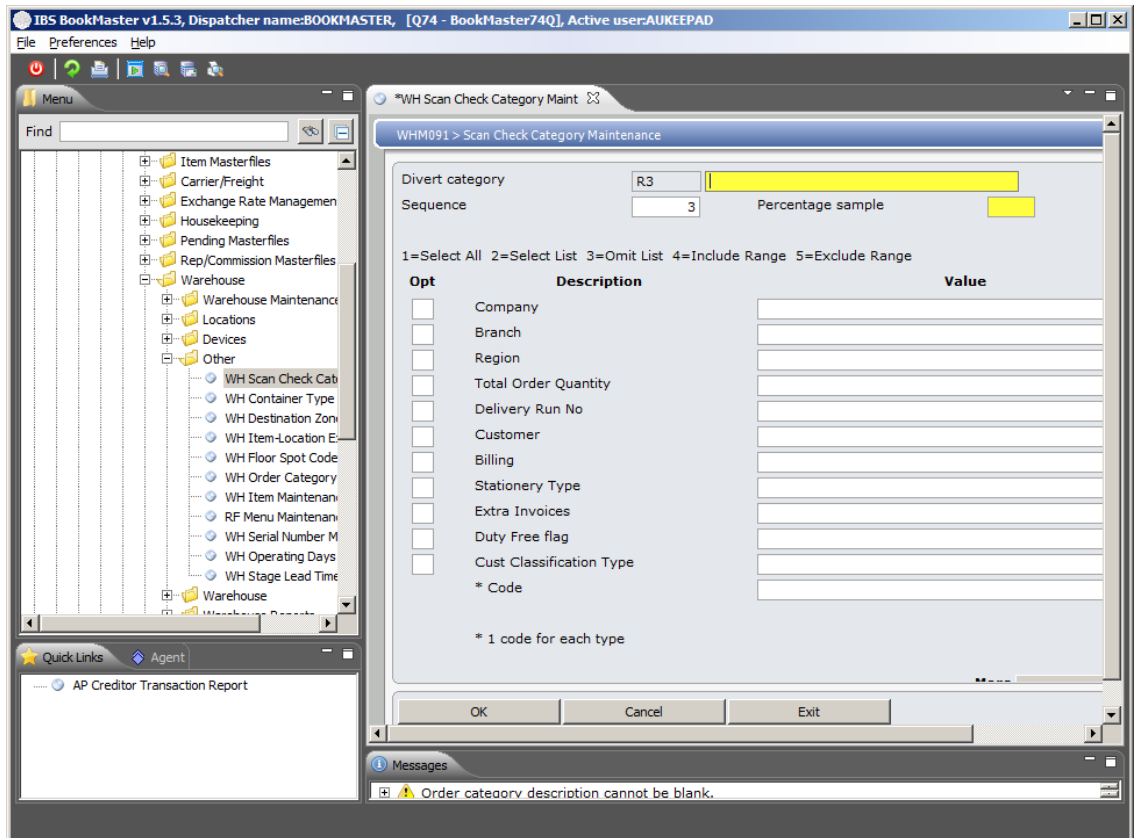 IBS BookMaster v1.5.3, Dispatcher name:BOOKMASTER, [Q74 - BookMaster74Q], Active user:AUKEEPAD
File Preferences Help
Menu
Find
Item Masterfiles
Carrier/Freight
Exchange Rate Managemen
Housekeeping
Pending Masterfiles
Rep/Commission Masterfiles
Warehouse
Warehouse Maintenance
Locations
Devices
Other
WH Scan Check Cat
WH Container Type
WH Destination Zon
WH Item-Location E
WH Floor Spot Code
WH Order Category
WH Item Maintenan
RF Menu Maintenan
WH Serial Number M
WH Operating Days
WH Stage Lead Time
Warehouse
Warehouse Reports
Quick Links Agent
AP Creditor Transaction Report
*WH Scan Check Category Maint
WHM091 > Scan Check Category Maintenance
Divert category R3
Sequence 3 Percentage sample
1=Select All 2=Select List 3=Omit List 4=Include Range 5=Exclude Range
Opt Description Value
Company
Branch
Region
Total Order Quantity
Delivery Run No
Customer
Billing
Stationery Type
Extra Invoices
Duty Free flag
Cust Classification Type
* Code
* 1 code for each type
More
OK Cancel Exit
Messages
Order category description cannot be blank.